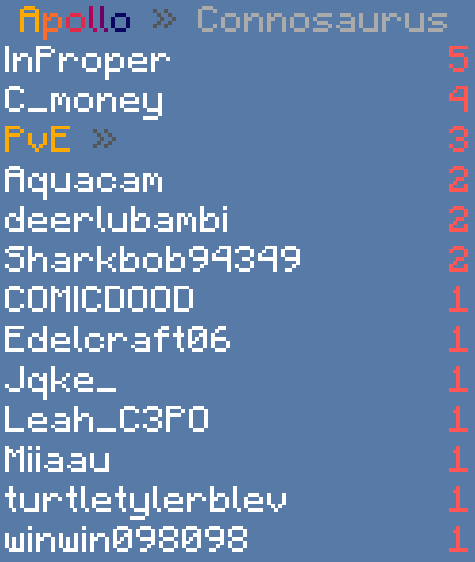 Apollo » Connosaurus
InProper 5
C_money 4
PvE » 3
Aquacam 2
deerlubambi 2
Sharkbob94349 2
COMICDOOD 1
Edelcraft06 1
Jqke_ 1
Leah_C3PO 1
Miiaau 1
turtletylerblev 1
winwin098098 1